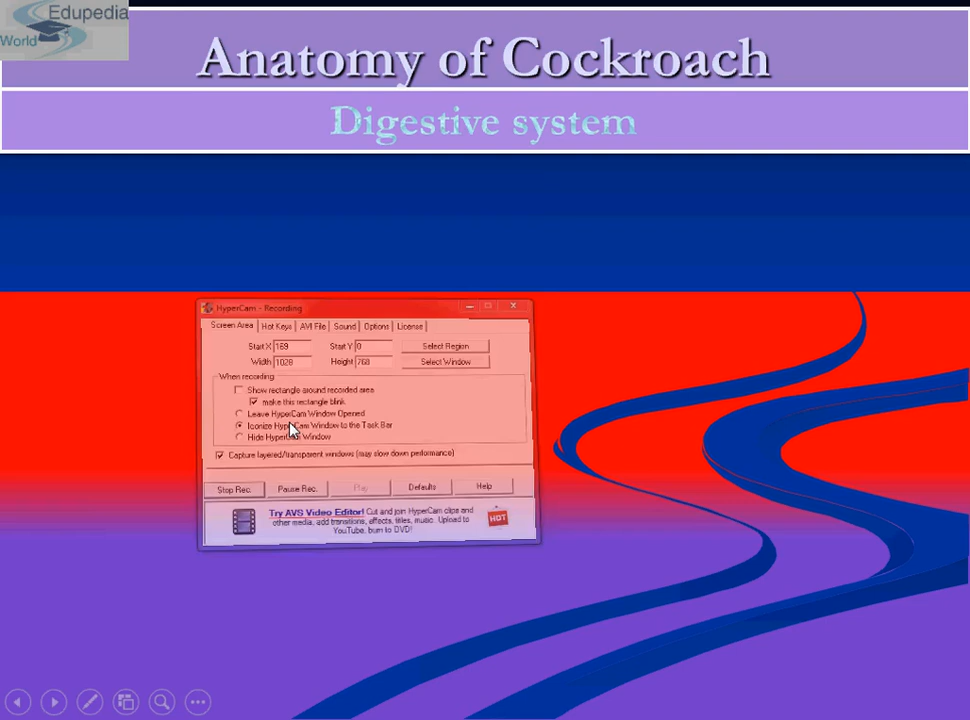 Edupedia
World
Anatomy of Cockroach
Digestive system
HyperCam - Recording
Screen Area Hot Keys AVI File Sound Options License
Start X 169 Start Y 0 Select Region
Width 1028 Height 768 Select Window
When recording
Show rectangle around recorded area
make this rectangle blink
Leave HyperCam Window Opened
Iconize HyperCam Window to the Task Bar
Hide HyperCam Window
Capture layered/transparent windows (may slow down performance)
Stop Rec. Pause Rec. Play Defaults Help
Try AVS Video Editor! Cut and join HyperCam clips and
other media, add transitions, effects, titles, music. Upload to
YouTube, burn to DVD!
HOT